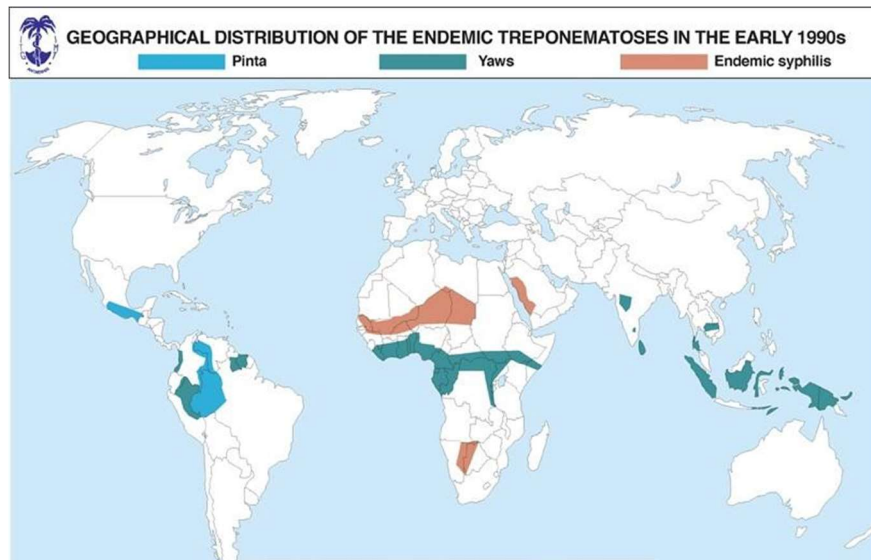 GEOGRAPHICAL DISTRIBUTION OF THE ENDEMIC TREPONEMATOSES IN THE EARLY 1990s
Pinta Yaws Endemic syphilis